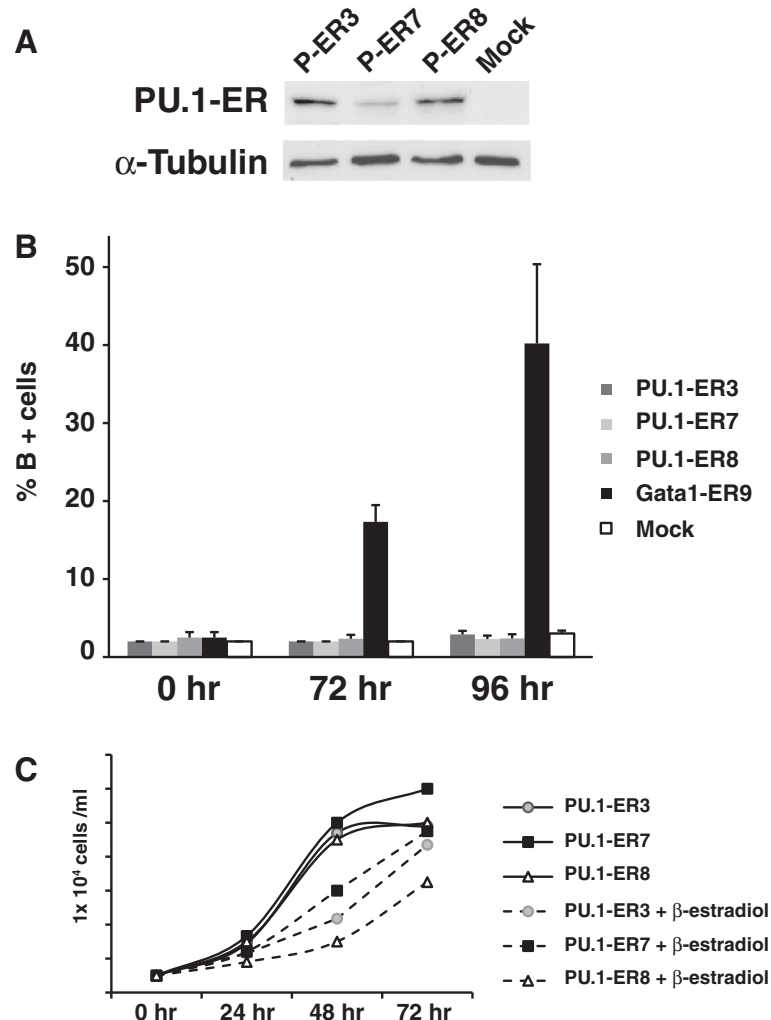 A
P-ER3
P-ER7
P-ER8
Mock
PU.1-ER
α-Tubulin
B
% B + cells
50
40
30
20
10
0
0 hr
72 hr
96 hr
PU.1-ER3
PU.1-ER7
PU.1-ER8
Gata1-ER9
Mock
C
1x 10⁴ cells /ml
0 hr
24 hr
48 hr
72 hr
PU.1-ER3
PU.1-ER7
PU.1-ER8
PU.1-ER3 + β-estradiol
PU.1-ER7 + β-estradiol
PU.1-ER8 + β-estradiol